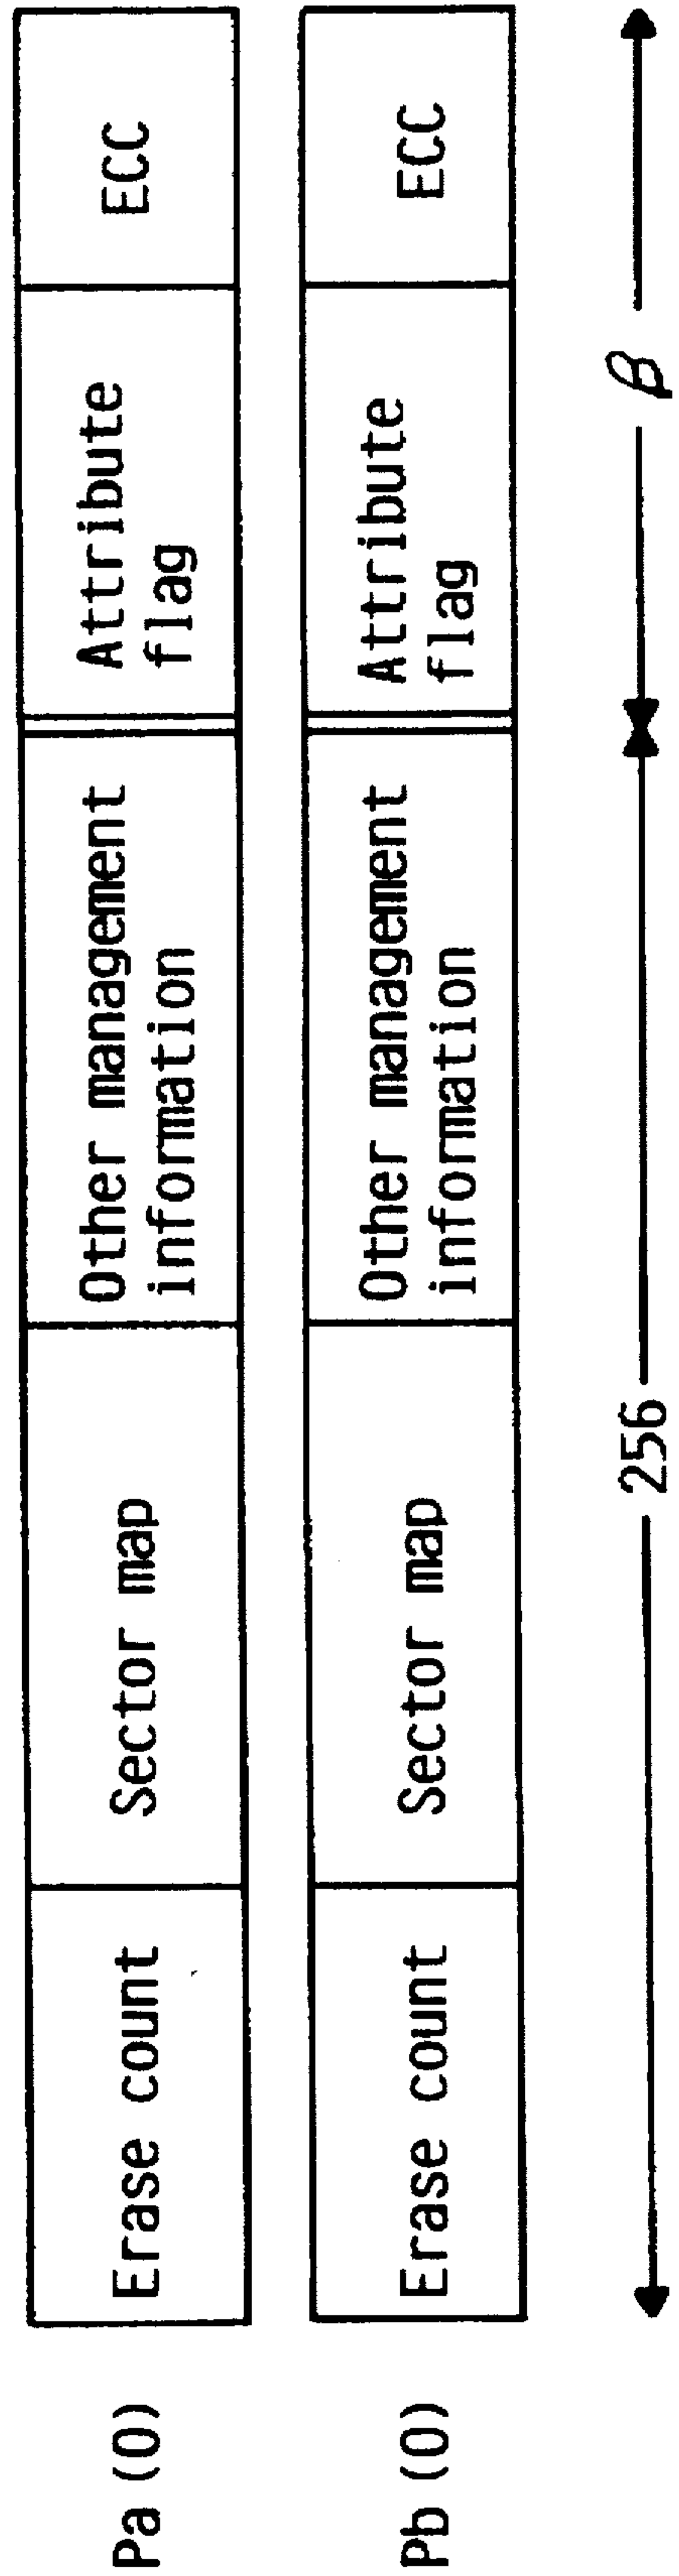 Pa (0)
Erase count
Sector map
Other management
information
Attribute
flag
ECC
Pb (0)
Erase count
Sector map
Other management
information
Attribute
flag
ECC
256
β